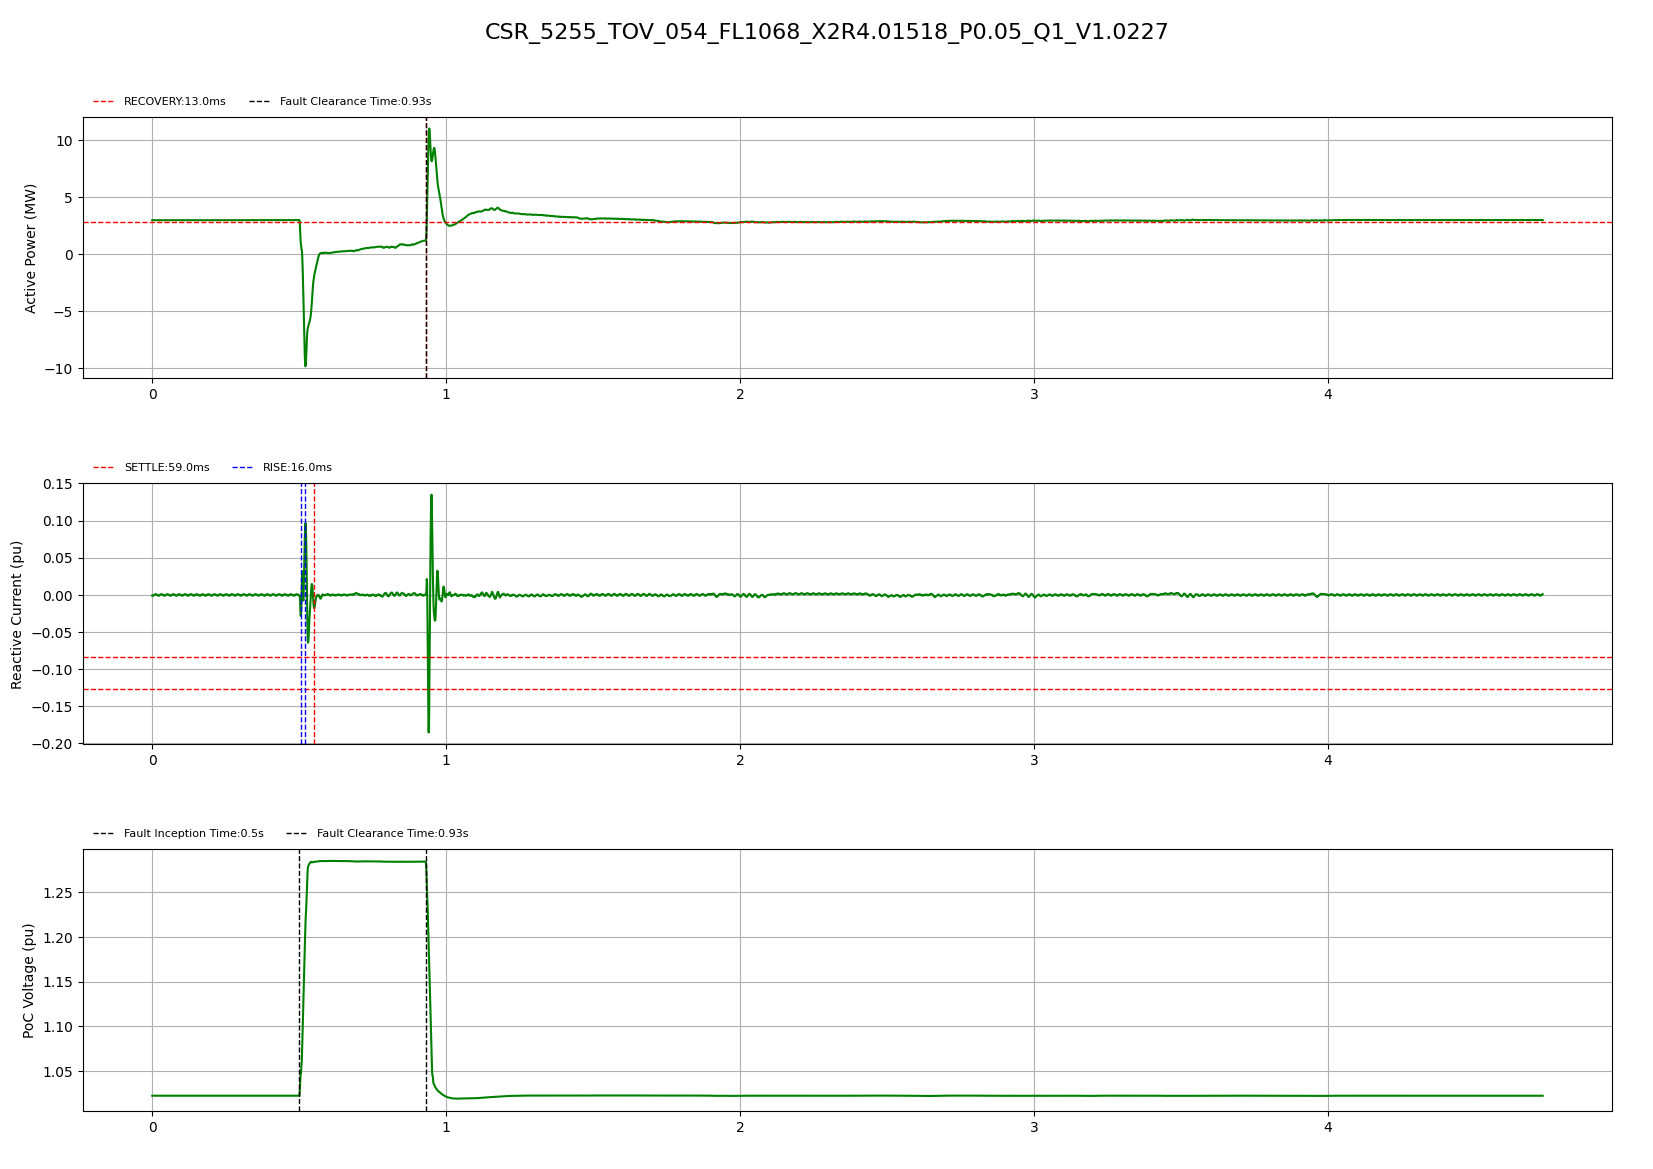 CSR_5255_TOV_054_FL1068_X2R4.01518_P0.05_Q1_V1.0227
RECOVERY:13.0ms Fault Clearance Time:0.93s
Active Power (MW)
10
5
0
−5
−10
0 1 2 3 4
SETTLE:59.0ms RISE:16.0ms
Reactive Current (pu)
0.15
0.10
0.05
0.00
−0.05
−0.10
−0.15
−0.20
0 1 2 3 4
Fault Inception Time:0.5s Fault Clearance Time:0.93s
PoC Voltage (pu)
1.25
1.20
1.15
1.10
1.05
0 1 2 3 4